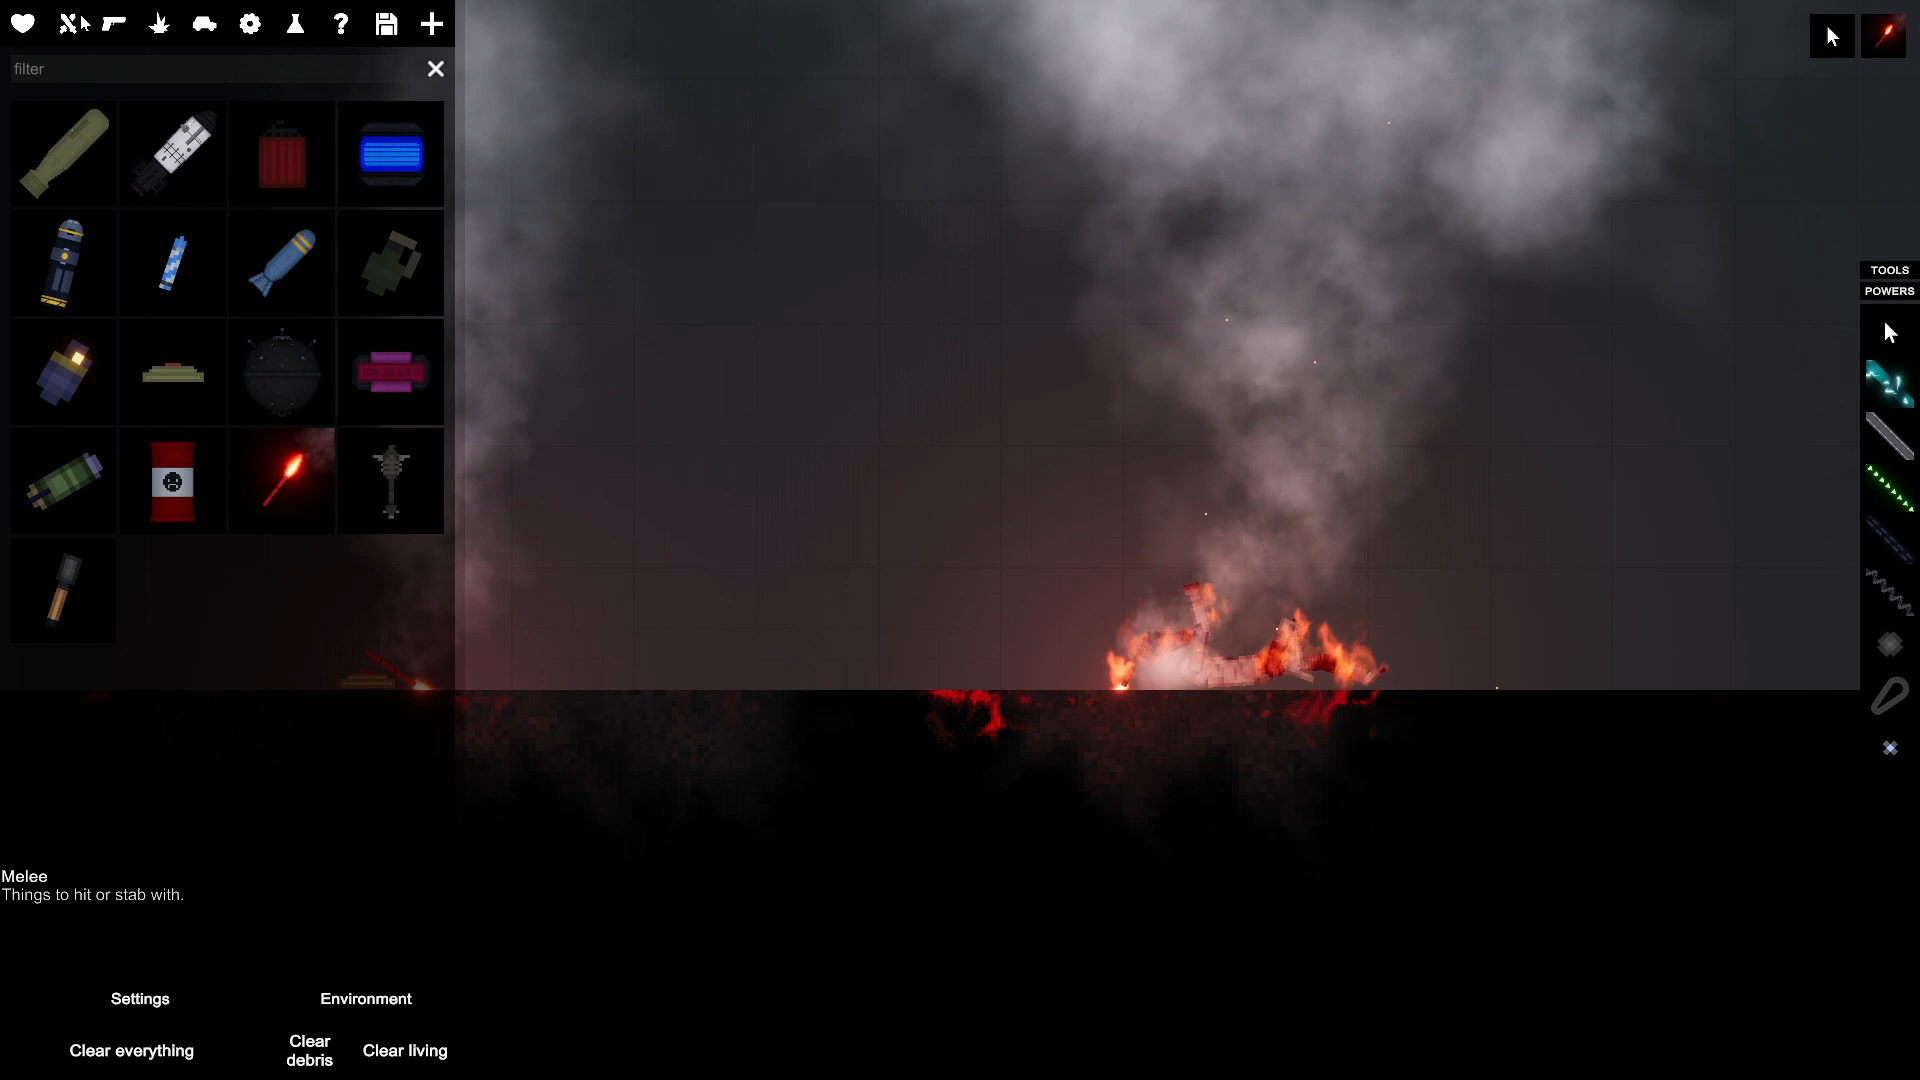 filter
TOOLS
POWERS
Melee
Things to hit or stab with.
Settings
Environment
Clear everything
Clear
debris
Clear living